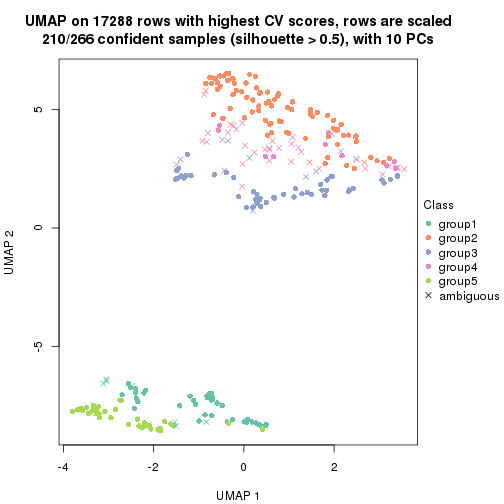 UMAP on 17288 rows with highest CV scores, rows are scaled
210/266 confident samples (silhouette > 0.5), with 10 PCs
5
0
-5
UMAP 2
-4
-2
0
2
UMAP 1
Class
group1
group2
group3
group4
group5
ambiguous